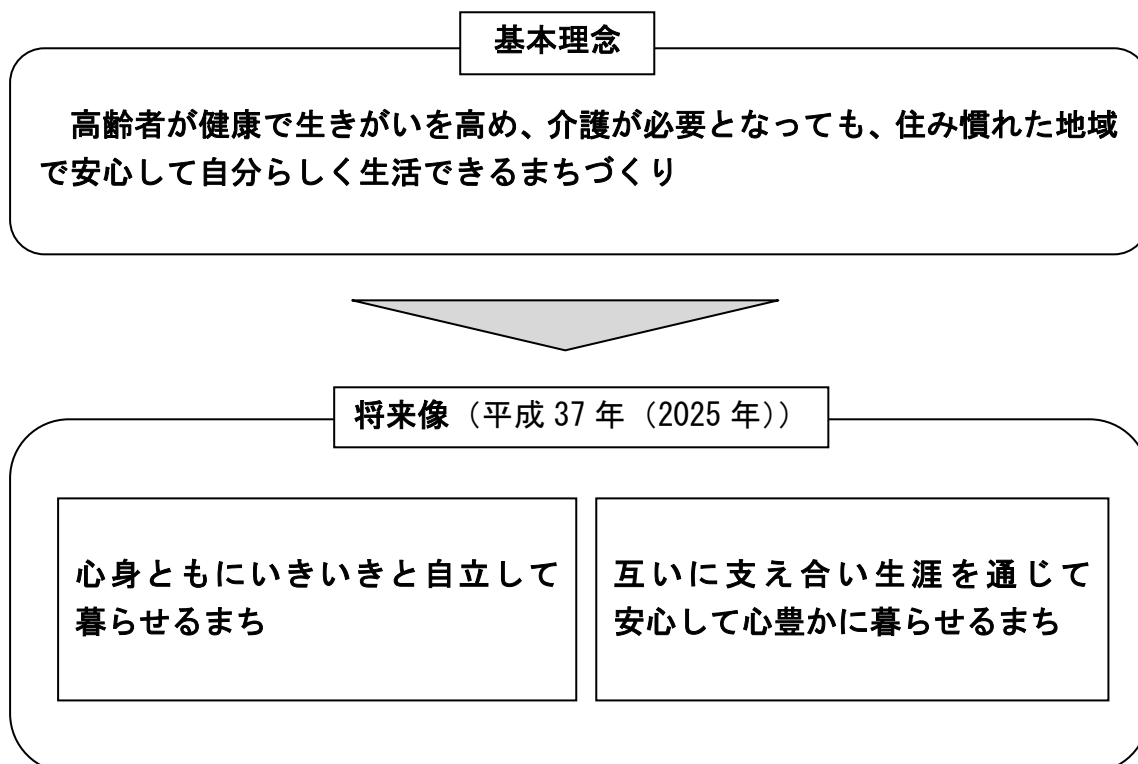 基本理念
高齢者が健康で生きがいを高め、介護が必要となっても、住み慣れた地域
で安心して自分らしく生活できるまちづくり
将来像（平成 37 年（2025 年））
心身ともにいきいきと自立して
暮らせるまち
互いに支え合い生涯を通じて
安心して心豊かに暮らせるまち